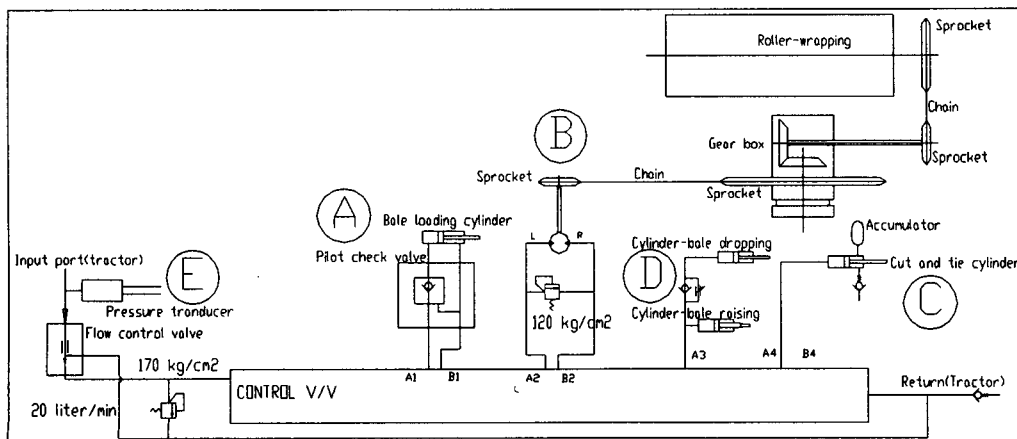 Roller-wrapping
Sprocket
Chain
B
Gear box
Sprocket
Sprocket
Chain
Sprocket
A
Bale loading cylinder
Pilot check valve
L
R
Cylinder-bale dropping
Accumulator
Input port(tractor)
E
D
Cut and tie cylinder
Pressure tranducer
C
Flow control valve
120 kg/cm2
Cylinder-bale raising
170 kg/cm2
A1
B1
A2
B2
A3
A4
B4
20 liter/min
CONTROL V/V
Return(Tractor)